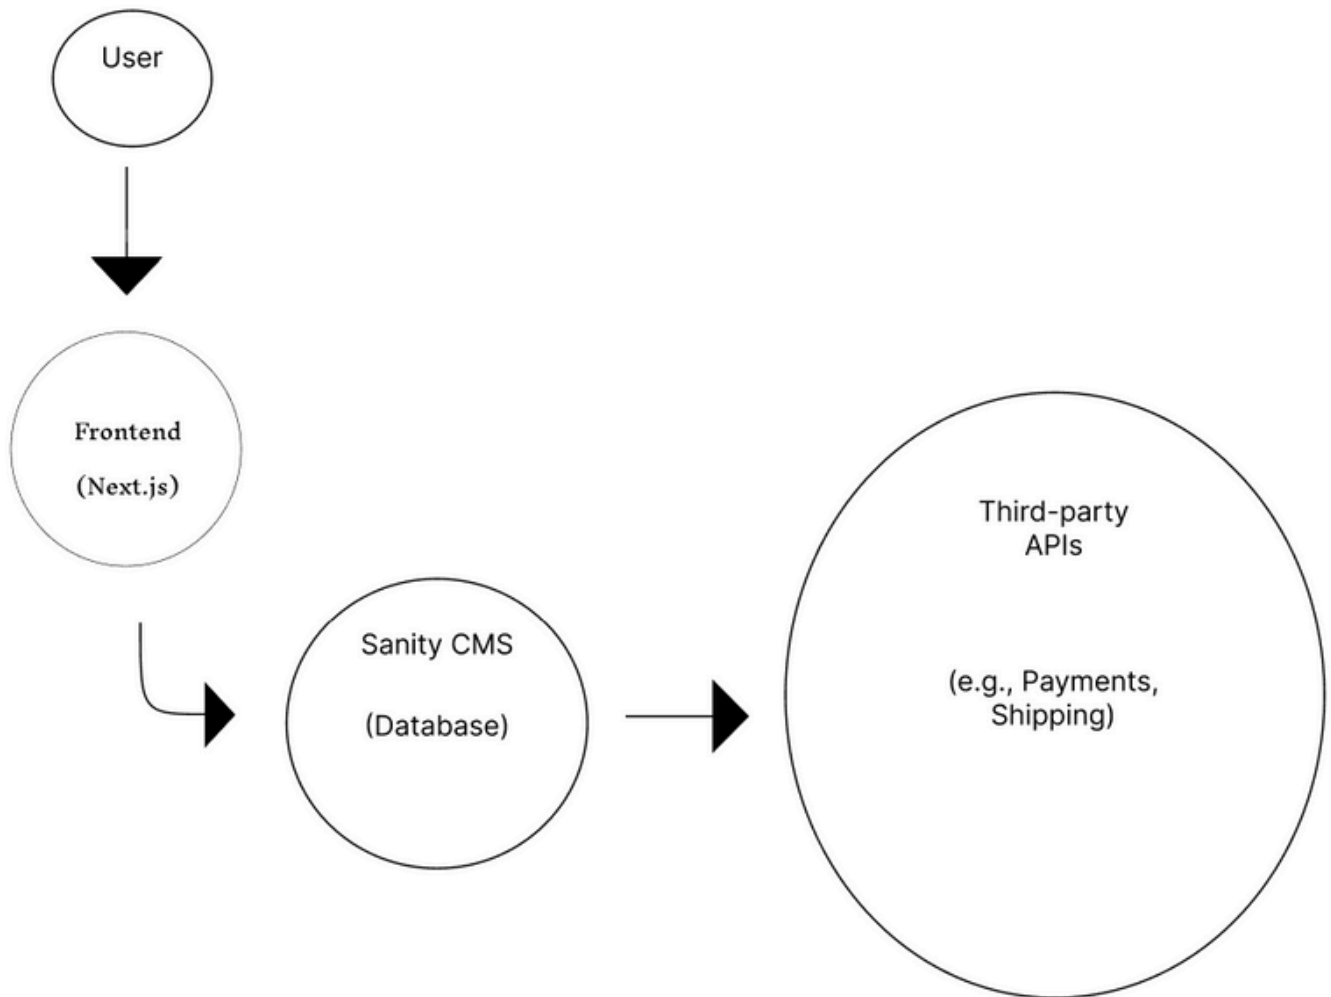 User
Frontend
(Next.js)
Sanity CMS
(Database)
Third-party
APIs
(e.g., Payments,
Shipping)